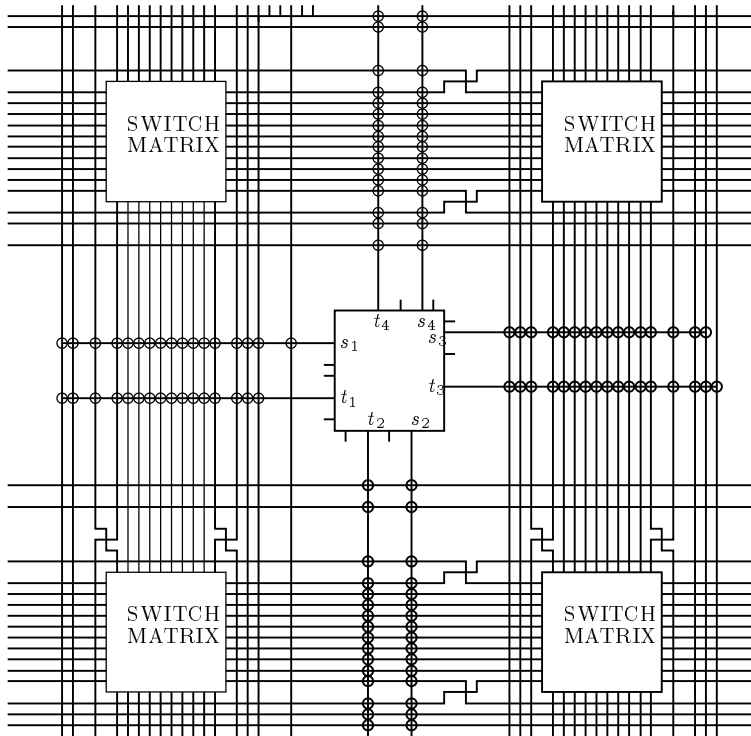 SWITCH
MATRIX
SWITCH
MATRIX
t4
s4
s3
s1
t3
t1
t2
s2
SWITCH
MATRIX
SWITCH
MATRIX